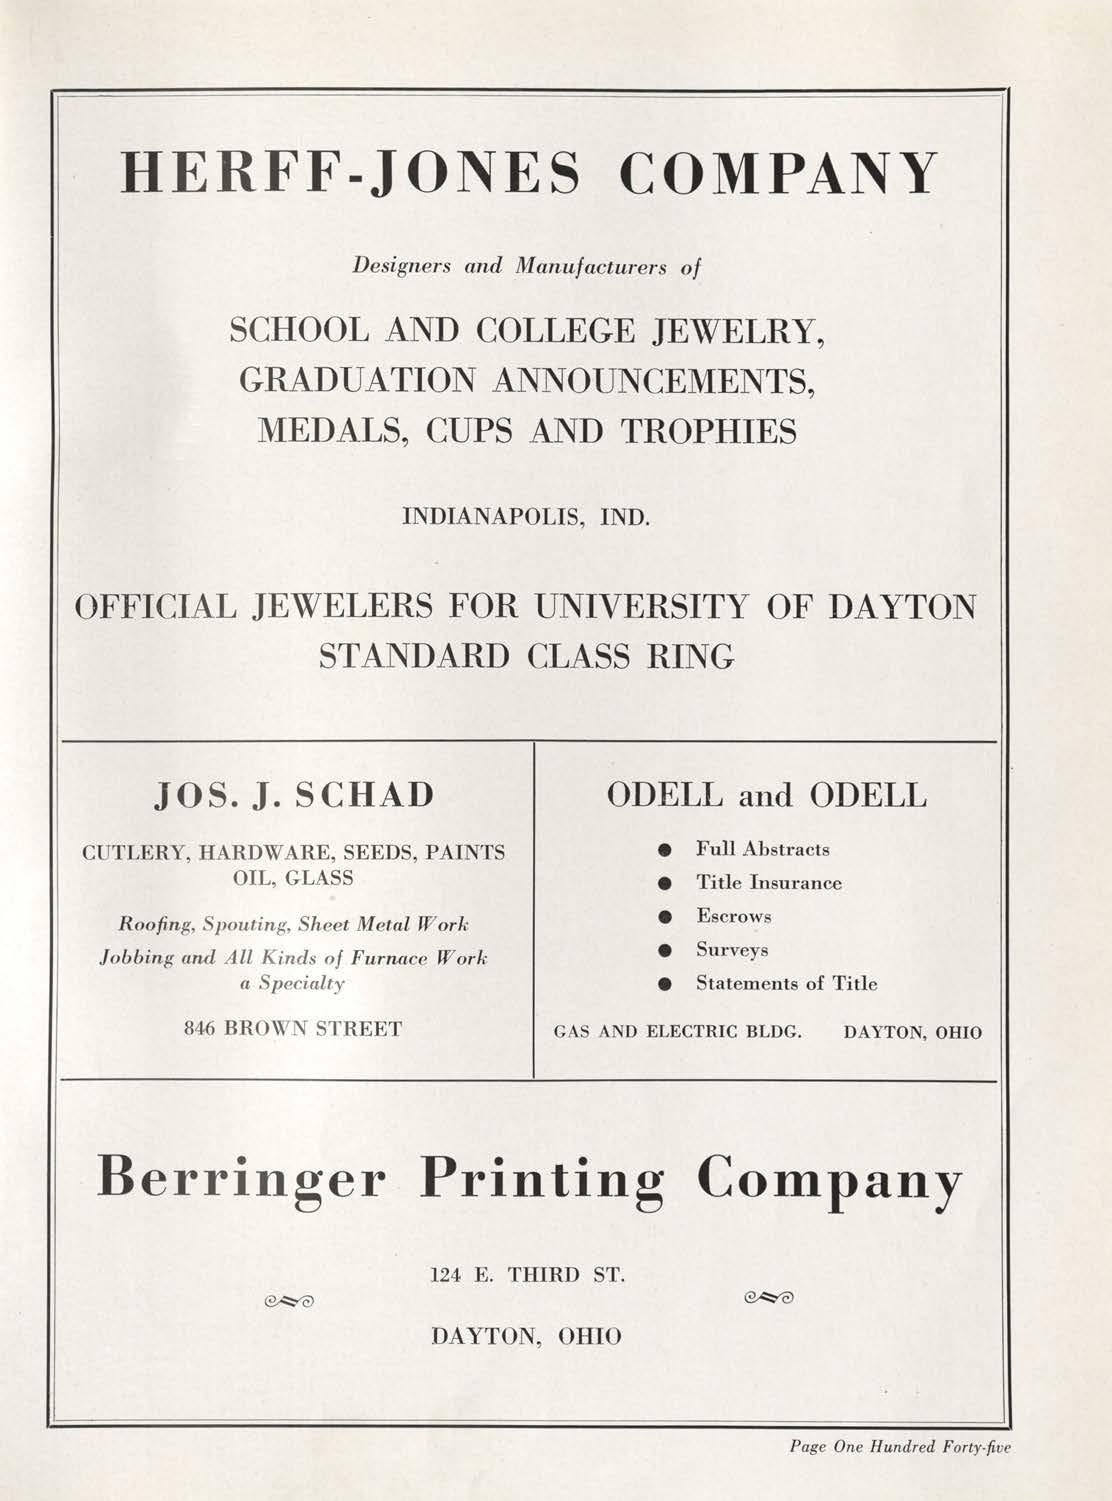 HERFF-JONES COMPANY
Designers and Manufacturers of
SCHOOL AND COLLEGE JEWELRY,
GRADUATION ANNOUNCEMENTS,
MEDALS, CUPS AND TROPHIES
INDIANAPOLIS, IND.
OFFICIAL JEWELERS FOR UNIVERSITY OF DAYTON
STANDARD CLASS RING
JOS. J. SCHAD
CUTLERY, HARDWARE, SEEDS, PAINTS
OIL, GLASS
Roofing, Spouting, Sheet Metal Work
Jobbing and All Kinds of Furnace Work
a Specialty
846 BROWN STREET
ODELL and ODELL
● Full Abstracts
● Title Insurance
● Escrows
● Surveys
● Statements of Title
GAS AND ELECTRIC BLDG. DAYTON, OHIO
Berringer Printing Company
124 E. THIRD ST.
DAYTON, OHIO
Page One Hundred Forty-five